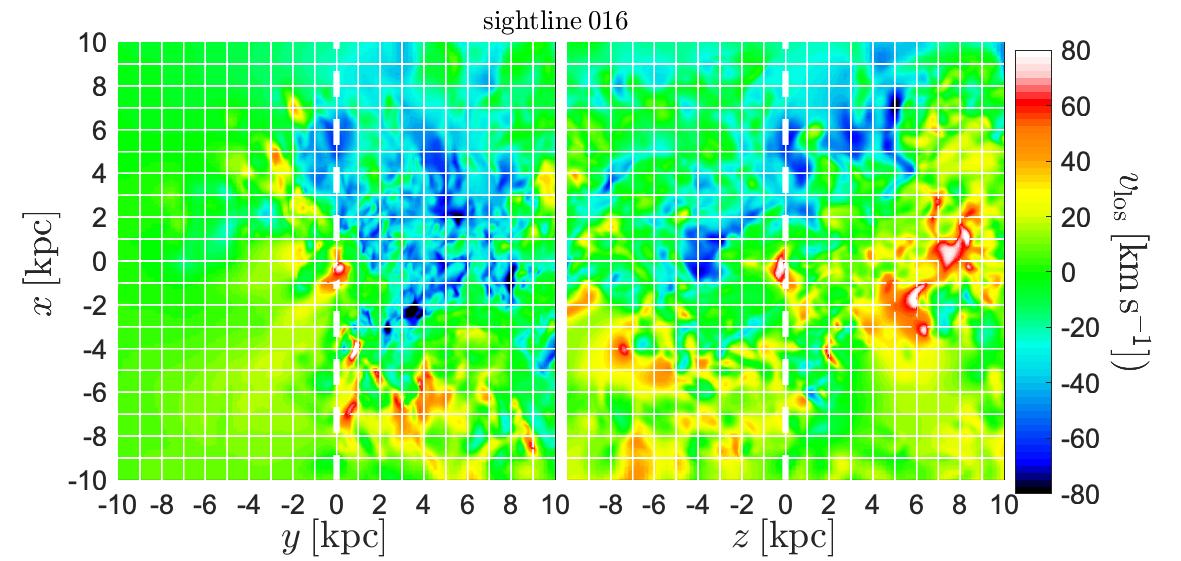 sightline 016
10
8
6
4
2
0
-2
-4
-6
-8
-10
x [kpc]
-10 -8 -6 -4 -2 0 2 4 6 8 10
y [kpc]
-8 -6 -4 -2 0 2 4 6 8 10
z [kpc]
80
60
40
20
0
-20
-40
-60
-80
v_los [km s⁻¹])